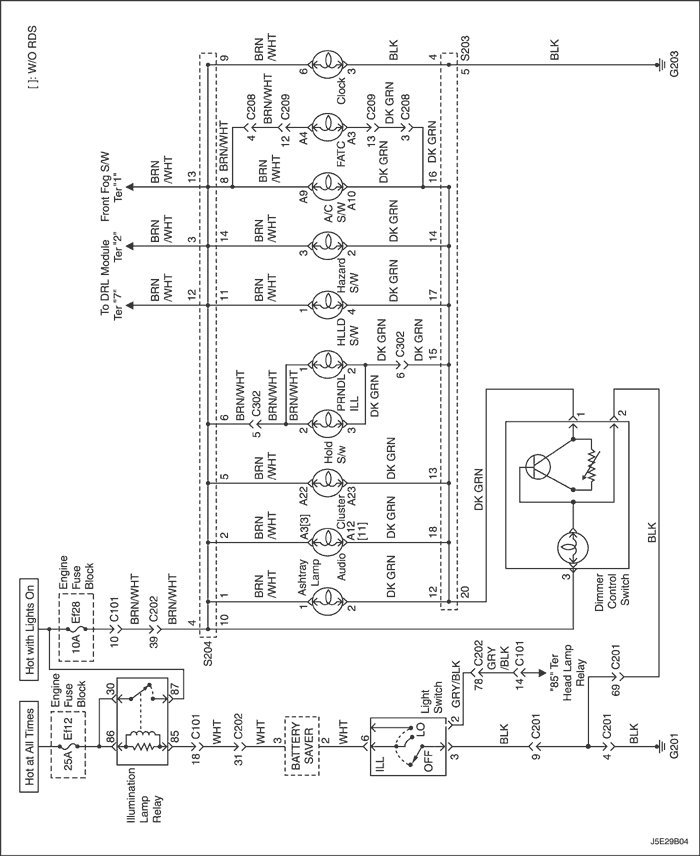 [ ]: W/O RDS
Hot at All Times
Engine
Fuse
Block
Ef12
25A
Hot with Lights On
Engine
Fuse
Block
Ef28
10A
30
87
86
85
Illumination
Lamp
Relay
10
C101
BRN/WHT
39
C202
BRN/WHT
4
S204
10
18
C101
WHT
31
C202
WHT
3
BATTERY
SAVER
2
WHT
6
ILL
LO
OFF
Light
Switch
3
2
GRY/BLK
78
C202
GRY
/BLK
14
C101
"85" Ter
Head Lamp
Relay
BLK
9
C201
4
C201
BLK
G201
69
C201
BLK
3
Dimmer
Control
Switch
1
2
DK GRN
20
1
BRN
/WHT
1
Ashtray
Lamp
2
DK GRN
12
2
BRN
/WHT
A3[3]
Audio
A12
[11]
DK GRN
18
5
BRN
/WHT
A22
Cluster
A23
DK GRN
13
6
BRN/WHT
5
C302
BRN/WHT
BRN/WHT
2
Hold
S/w
3
DK GRN
1
PRNDL
ILL
2
DK GRN
6
C302
DK GRN
15
To DRL Module
Ter "7"
Ter "2"
BRN
/WHT
12
11
BRN
/WHT
1
HLLD
S/W
4
DK GRN
17
BRN
/WHT
3
14
BRN
/WHT
3
Hazard
S/W
2
DK GRN
14
Front Fog S/W
Ter "1"
BRN
/WHT
13
8
BRN/WHT
BRN
/WHT
A9
A/C
S/W
A10
DK GRN
16
DK GRN
4
C208
BRN/WHT
12
C209
A4
FATC
A3
13
C209
DK GRN
3
C208
9
BRN
/WHT
6
Clock
3
BLK
4
S203
5
BLK
G203
J5E29B04